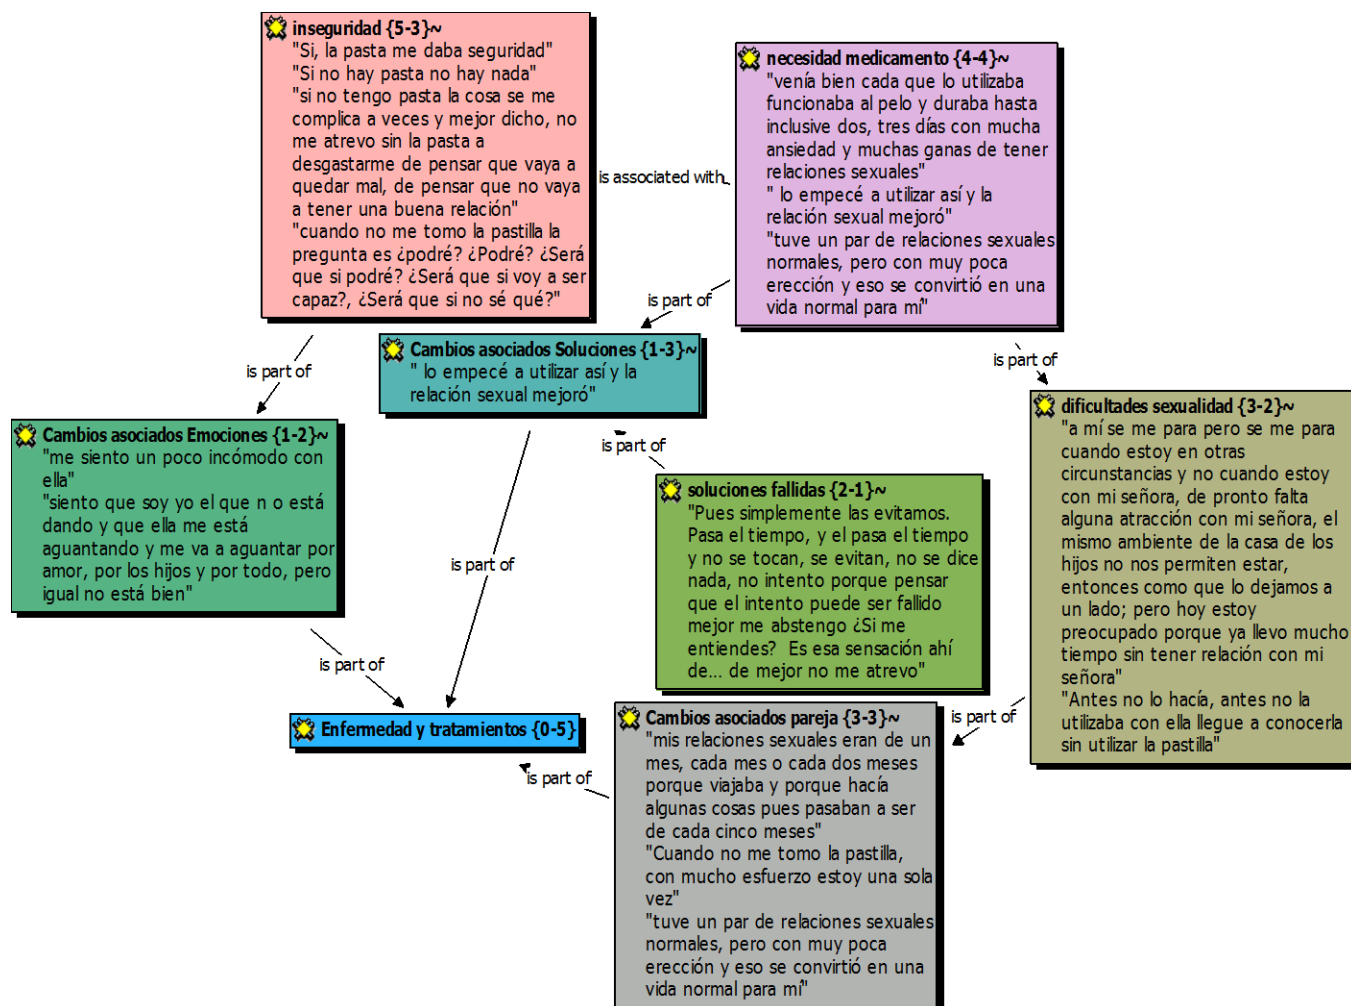 inseguridad {5-3}~
"Si, la pasta me daba seguridad"
"Si no hay pasta no hay nada"
"si no tengo pasta la cosa se me
complica a veces y mejor dicho, no
me atrevo sin la pasta a
desgastarme de pensar que vaya a
quedar mal, de pensar que no vaya
a tener una buena relación"
"cuando no me tomo la pastilla la
pregunta es ¿podré? ¿Podré? ¿Será
que si podré? ¿Será que si voy a ser
capaz?, ¿Será que si no sé qué?"
is associated with
necesidad medicamento {4-4}~
"venía bien cada que lo utilizaba
funcionaba al pelo y duraba hasta
inclusive dos, tres días con mucha
ansiedad y muchas ganas de tener
relaciones sexuales"
" lo empecé a utilizar así y la
relación sexual mejoró"
"tuve un par de relaciones sexuales
normales, pero con muy poca
erección y eso se convirtió en una
vida normal para mí"
is part of
is part of
is part of
Cambios asociados Soluciones {1-3}~
" lo empecé a utilizar así y la
relación sexual mejoró"
Cambios asociados Emociones {1-2}~
"me siento un poco incómodo con
ella"
"siento que soy yo el que n o está
dando y que ella me está
aguantando y me va a aguantar por
amor, por los hijos y por todo, pero
igual no está bien"
is part of
soluciones fallidas {2-1}~
"Pues simplemente las evitamos.
Pasa el tiempo, y el pasa el tiempo
y no se tocan, se evitan, no se dice
nada, no intento porque pensar
que el intento puede ser fallido
mejor me abstengo ¿Si me
entiendes?  Es esa sensación ahí
de... de mejor no me atrevo"
dificultades sexualidad {3-2}~
"a mí se me para pero se me para
cuando estoy en otras
circunstancias y no cuando estoy
con mi señora, de pronto falta
alguna atracción con mi señora, el
mismo ambiente de la casa de los
hijos no nos permiten estar,
entonces como que lo dejamos a
un lado; pero hoy estoy
preocupado porque ya llevo mucho
tiempo sin tener relación con mi
señora"
"Antes no lo hacía, antes no la
utilizaba con ella llegue a conocerla
sin utilizar la pastilla"
is part of
is part of
is part of
Enfermedad y tratamientos {0-5}
is part of
Cambios asociados pareja {3-3}~
"mis relaciones sexuales eran de un
mes, cada mes o cada dos meses
porque viajaba y porque hacía
algunas cosas pues pasaban a ser
de cada cinco meses"
"Cuando no me tomo la pastilla,
con mucho esfuerzo estoy una sola
vez"
"tuve un par de relaciones sexuales
normales, pero con muy poca
erección y eso se convirtió en una
vida normal para mí"